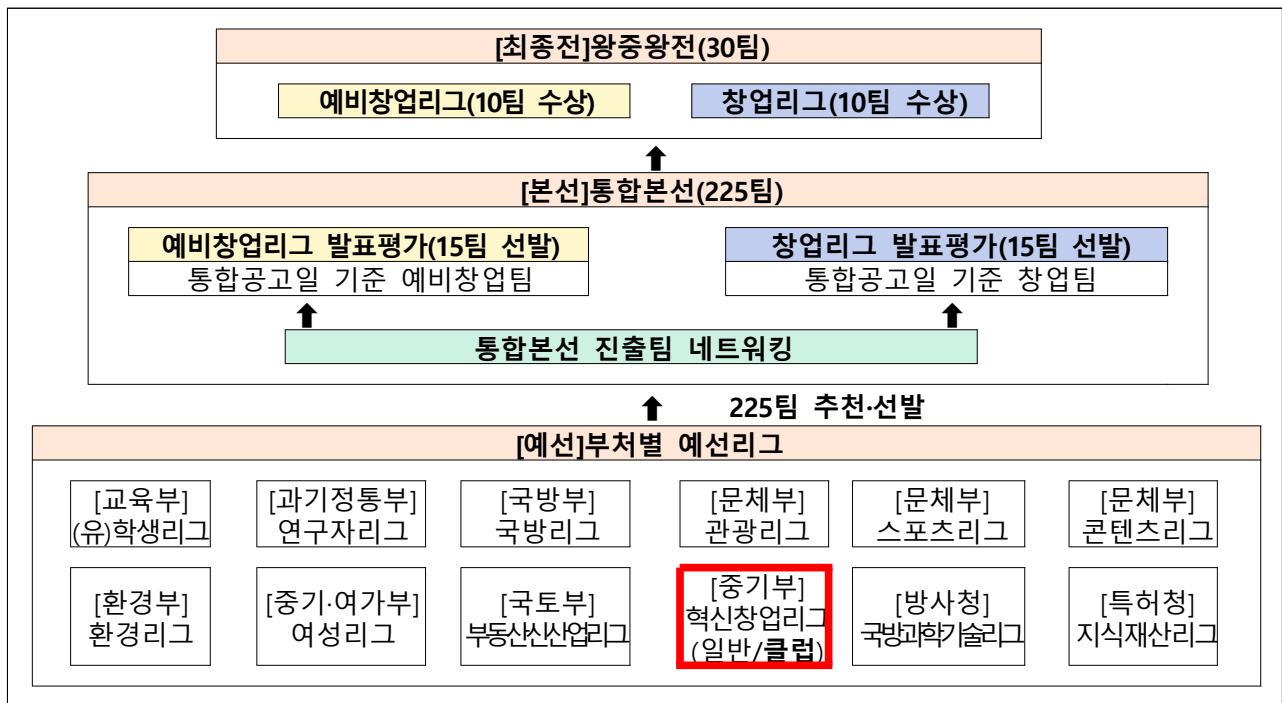 [최종전]왕중왕전(30팀)
예비창업리그(10팀 수상)
창업리그(10팀 수상)
[본선]통합본선(225팀)
예비창업리그 발표평가(15팀 선발)
통합공고일 기준 예비창업팀
창업리그 발표평가(15팀 선발)
통합공고일 기준 창업팀
통합본선 진출팀 네트워킹
225팀 추천·선발
[예선]부처별 예선리그
[교육부]
(유)학생리그
[과기정통부]
연구자리그
[국방부]
국방리그
[문체부]
관광리그
[문체부]
스포츠리그
[문체부]
콘텐츠리그
[환경부]
환경리그
[중기·여가부]
여성리그
[국토부]
부동산신산업리그
[중기부]
혁신창업리그
(일반/클럽)
[방사청]
국방과학기술리그
[특허청]
지식재산리그